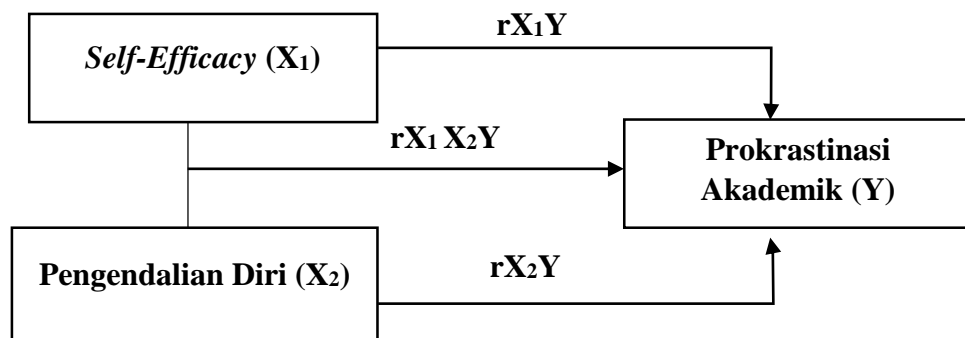 rX₁Y
Self-Efficacy (X₁)
rX₁ X₂Y
Prokrastinasi
Akademik (Y)
Pengendalian Diri (X₂)
rX₂Y